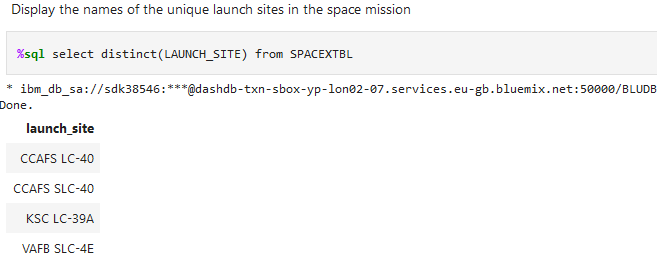 Display the names of the unique launch sites in the space mission
%sql select distinct(LAUNCH_SITE) from SPACEXTBL
* ibm_db_sa://sdk38546:***@dashdb-txn-sbox-yp-lon02-07.services.eu-gb.bluemix.net:50000/BLUDB
Done.
launch_site
CCAFS LC-40
CCAFS SLC-40
KSC LC-39A
VAFB SLC-4E